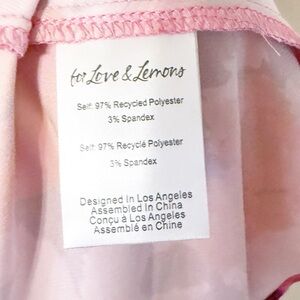 for Love & Lemons
Self: 97% Recycled Polyester
3% Spandex
Self: 97% Recyclé Polyester
3% Spandex
Designed In Los Angeles
Assembled In China
Conçu à Los Angeles
Assemblé en Chine